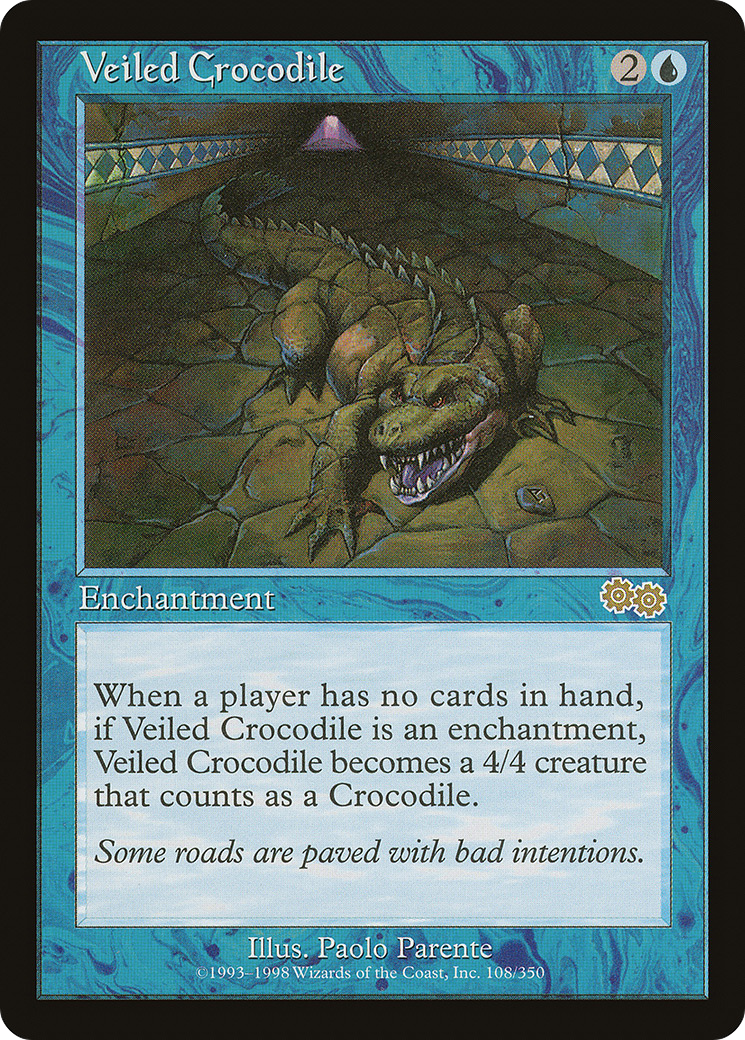 Veiled Crocodile 2
Enchantment
When a player has no cards in hand,
if Veiled Crocodile is an enchantment,
Veiled Crocodile becomes a 4/4 creature
that counts as a Crocodile.
Some roads are paved with bad intentions.
Illus. Paolo Parente
©1993–1998 Wizards of the Coast, Inc. 108/350